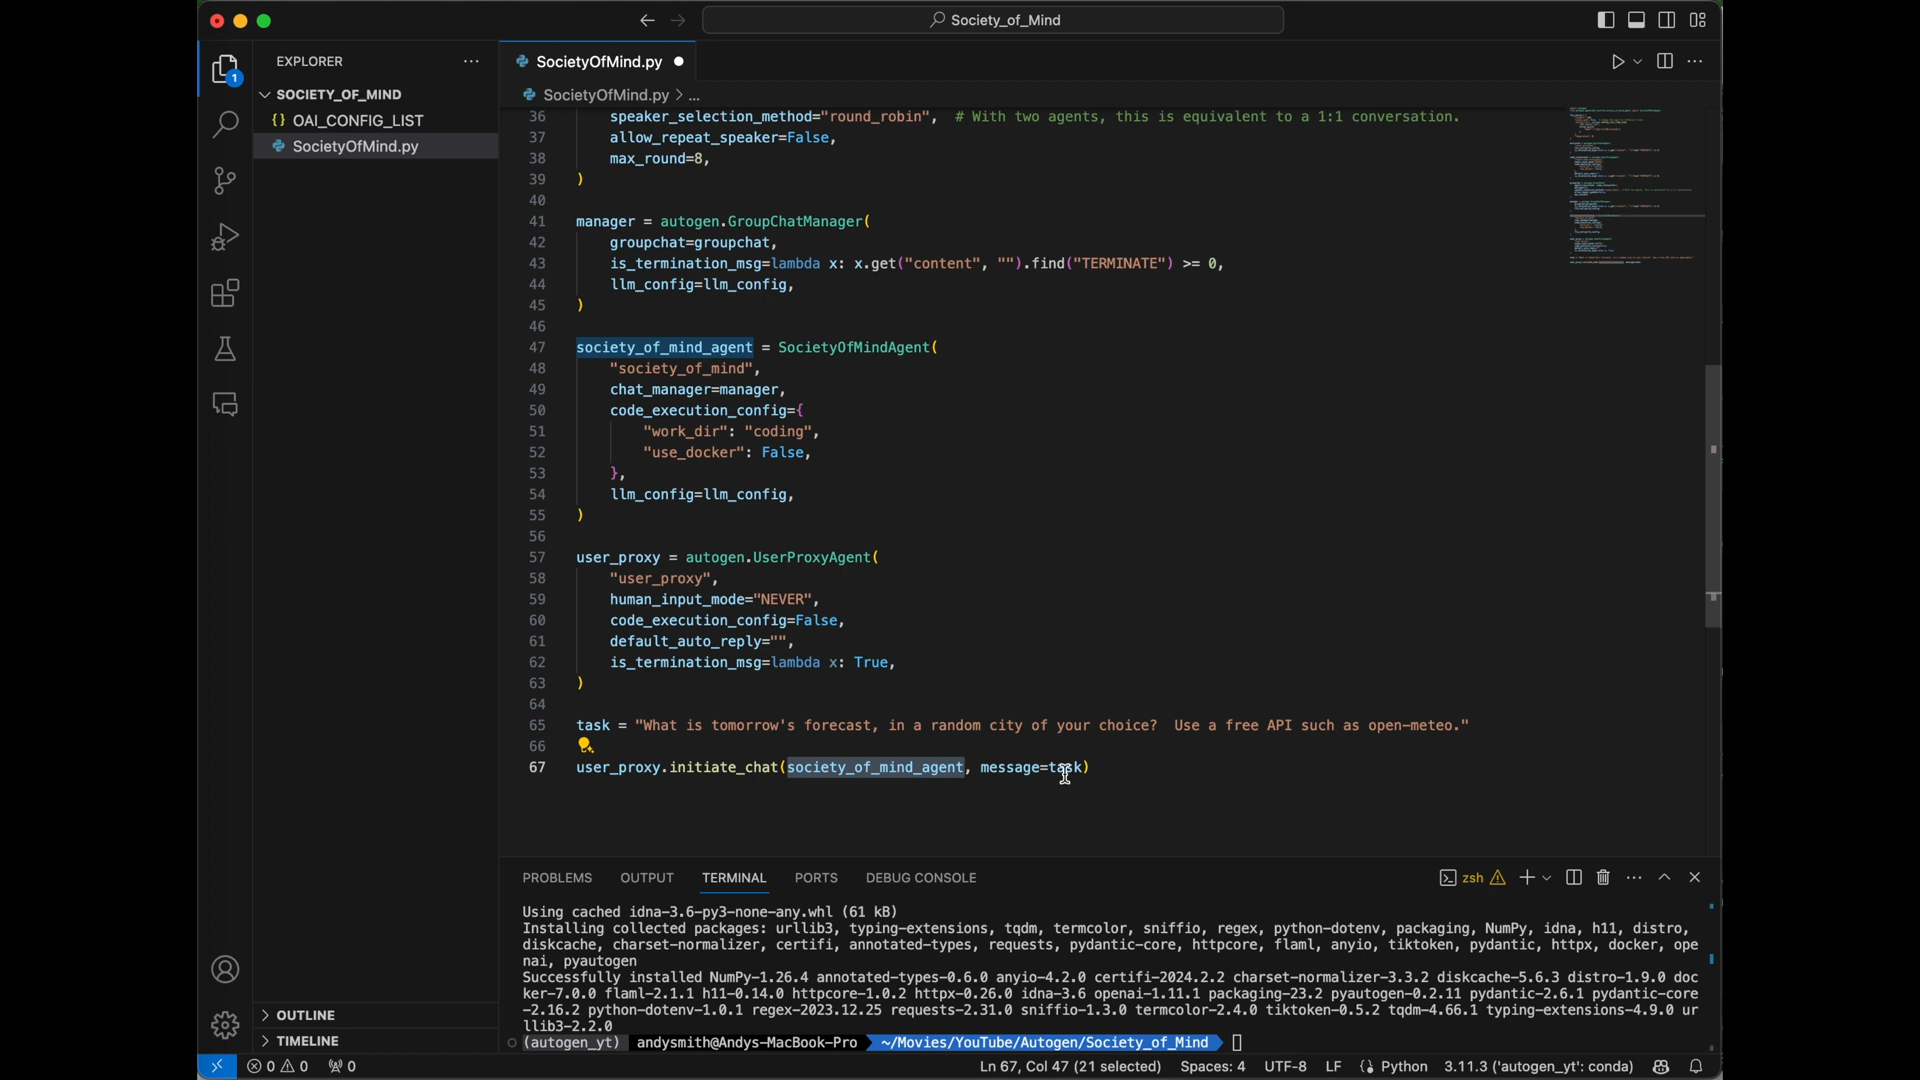 Society_of_Mind
EXPLORER
SOCIETY_OF_MIND
{} OAI_CONFIG_LIST
SocietyOfMind.py
1
SocietyOfMind.py
SocietyOfMind.py > ...
36 speaker_selection_method="round_robin", # With two agents, this is equivalent to a 1:1 conversation.
37 allow_repeat_speaker=False,
38 max_round=8,
39 )
40
41 manager = autogen.GroupChatManager(
42 groupchat=groupchat,
43 is_termination_msg=lambda x: x.get("content", "").find("TERMINATE") >= 0,
44 llm_config=llm_config,
45 )
46
47 society_of_mind_agent = SocietyOfMindAgent(
48 "society_of_mind",
49 chat_manager=manager,
50 code_execution_config={
51 "work_dir": "coding",
52 "use_docker": False,
53 },
54 llm_config=llm_config,
55 )
56
57 user_proxy = autogen.UserProxyAgent(
58 "user_proxy",
59 human_input_mode="NEVER",
60 code_execution_config=False,
61 default_auto_reply="",
62 is_termination_msg=lambda x: True,
63 )
64
65 task = "What is tomorrow's forecast, in a random city of your choice?  Use a free API such as open-meteo."
66
67 user_proxy.initiate_chat(society_of_mind_agent, message=task)
PROBLEMS OUTPUT TERMINAL PORTS DEBUG CONSOLE
zsh
Using cached idna-3.6-py3-none-any.whl (61 kB)
Installing collected packages: urllib3, typing-extensions, tqdm, termcolor, sniffio, regex, python-dotenv, packaging, NumPy, idna, h11, distro,
diskcache, charset-normalizer, certifi, annotated-types, requests, pydantic-core, httpcore, flaml, anyio, tiktoken, pydantic, httpx, docker, ope
nai, pyautogen
Successfully installed NumPy-1.26.4 annotated-types-0.6.0 anyio-4.2.0 certifi-2024.2.2 charset-normalizer-3.3.2 diskcache-5.6.3 distro-1.9.0 doc
ker-7.0.0 flaml-2.1.1 h11-0.14.0 httpcore-1.0.2 httpx-0.26.0 idna-3.6 openai-1.11.1 packaging-23.2 pyautogen-0.2.11 pydantic-2.6.1 pydantic-core
-2.16.2 python-dotenv-1.0.1 regex-2023.12.25 requests-2.31.0 sniffio-1.3.0 termcolor-2.4.0 tiktoken-0.5.2 tqdm-4.66.1 typing-extensions-4.9.0 ur
llib3-2.2.0
(autogen_yt) andysmith@Andys-MacBook-Pro ~/Movies/YouTube/Autogen/Society_of_Mind
OUTLINE
TIMELINE
0 0 0
Ln 67, Col 47 (21 selected) Spaces: 4 UTF-8 LF Python 3.11.3 ('autogen_yt': conda)